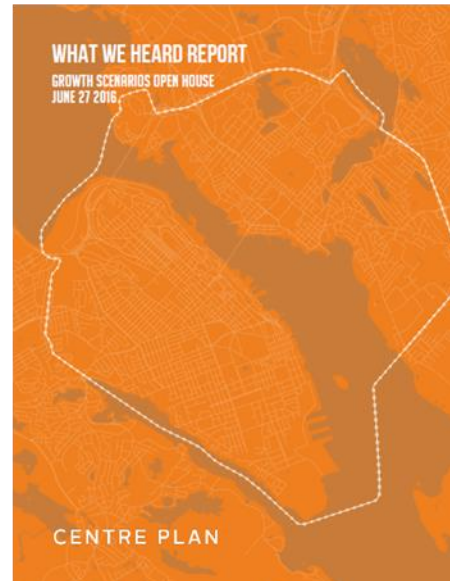 WHAT WE HEARD REPORT
GROWTH SCENARIOS OPEN HOUSE
JUNE 27 2016
CENTRE PLAN